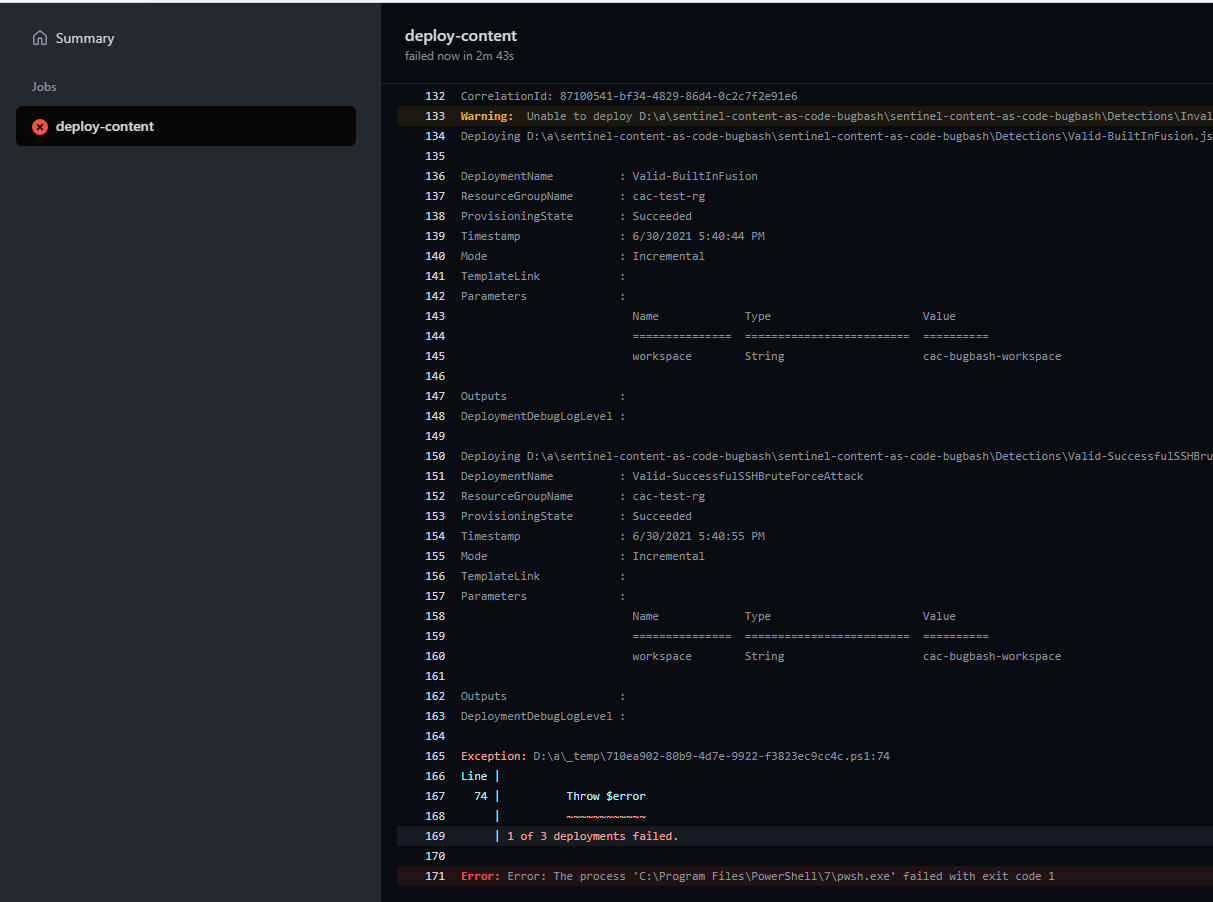 Summary
Jobs
deploy-content
deploy-content
failed now in 2m 43s
132 CorrelationId: 87100541-bf34-4829-86d4-0c2c7f2e91e6
133 Warning: Unable to deploy D:\a\sentinel-content-as-code-bugbash\sentinel-content-as-code-bugbash\Detections\Inval
134 Deploying D:\a\sentinel-content-as-code-bugbash\sentinel-content-as-code-bugbash\Detections\Valid-BuiltInFusion.js
135
136 DeploymentName : Valid-BuiltInFusion
137 ResourceGroupName : cac-test-rg
138 ProvisioningState : Succeeded
139 Timestamp : 6/30/2021 5:40:44 PM
140 Mode : Incremental
141 TemplateLink :
142 Parameters :
143 Name Type Value
144 =============== ========================= ==========
145 workspace String cac-bugbash-workspace
146
147 Outputs :
148 DeploymentDebugLogLevel :
149
150 Deploying D:\a\sentinel-content-as-code-bugbash\sentinel-content-as-code-bugbash\Detections\Valid-SuccessfulSSHBru
151 DeploymentName : Valid-SuccessfulSSHBruteForceAttack
152 ResourceGroupName : cac-test-rg
153 ProvisioningState : Succeeded
154 Timestamp : 6/30/2021 5:40:55 PM
155 Mode : Incremental
156 TemplateLink :
157 Parameters :
158 Name Type Value
159 =============== ========================= ==========
160 workspace String cac-bugbash-workspace
161
162 Outputs :
163 DeploymentDebugLogLevel :
164
165 Exception: D:\a\_temp\710ea902-80b9-4d7e-9922-f3823ec9cc4c.ps1:74
166 Line |
167 74 | Throw $error
168 | ~~~~~~~~~~~~
169 | 1 of 3 deployments failed.
170
171 Error: Error: The process 'C:\Program Files\PowerShell\7\pwsh.exe' failed with exit code 1